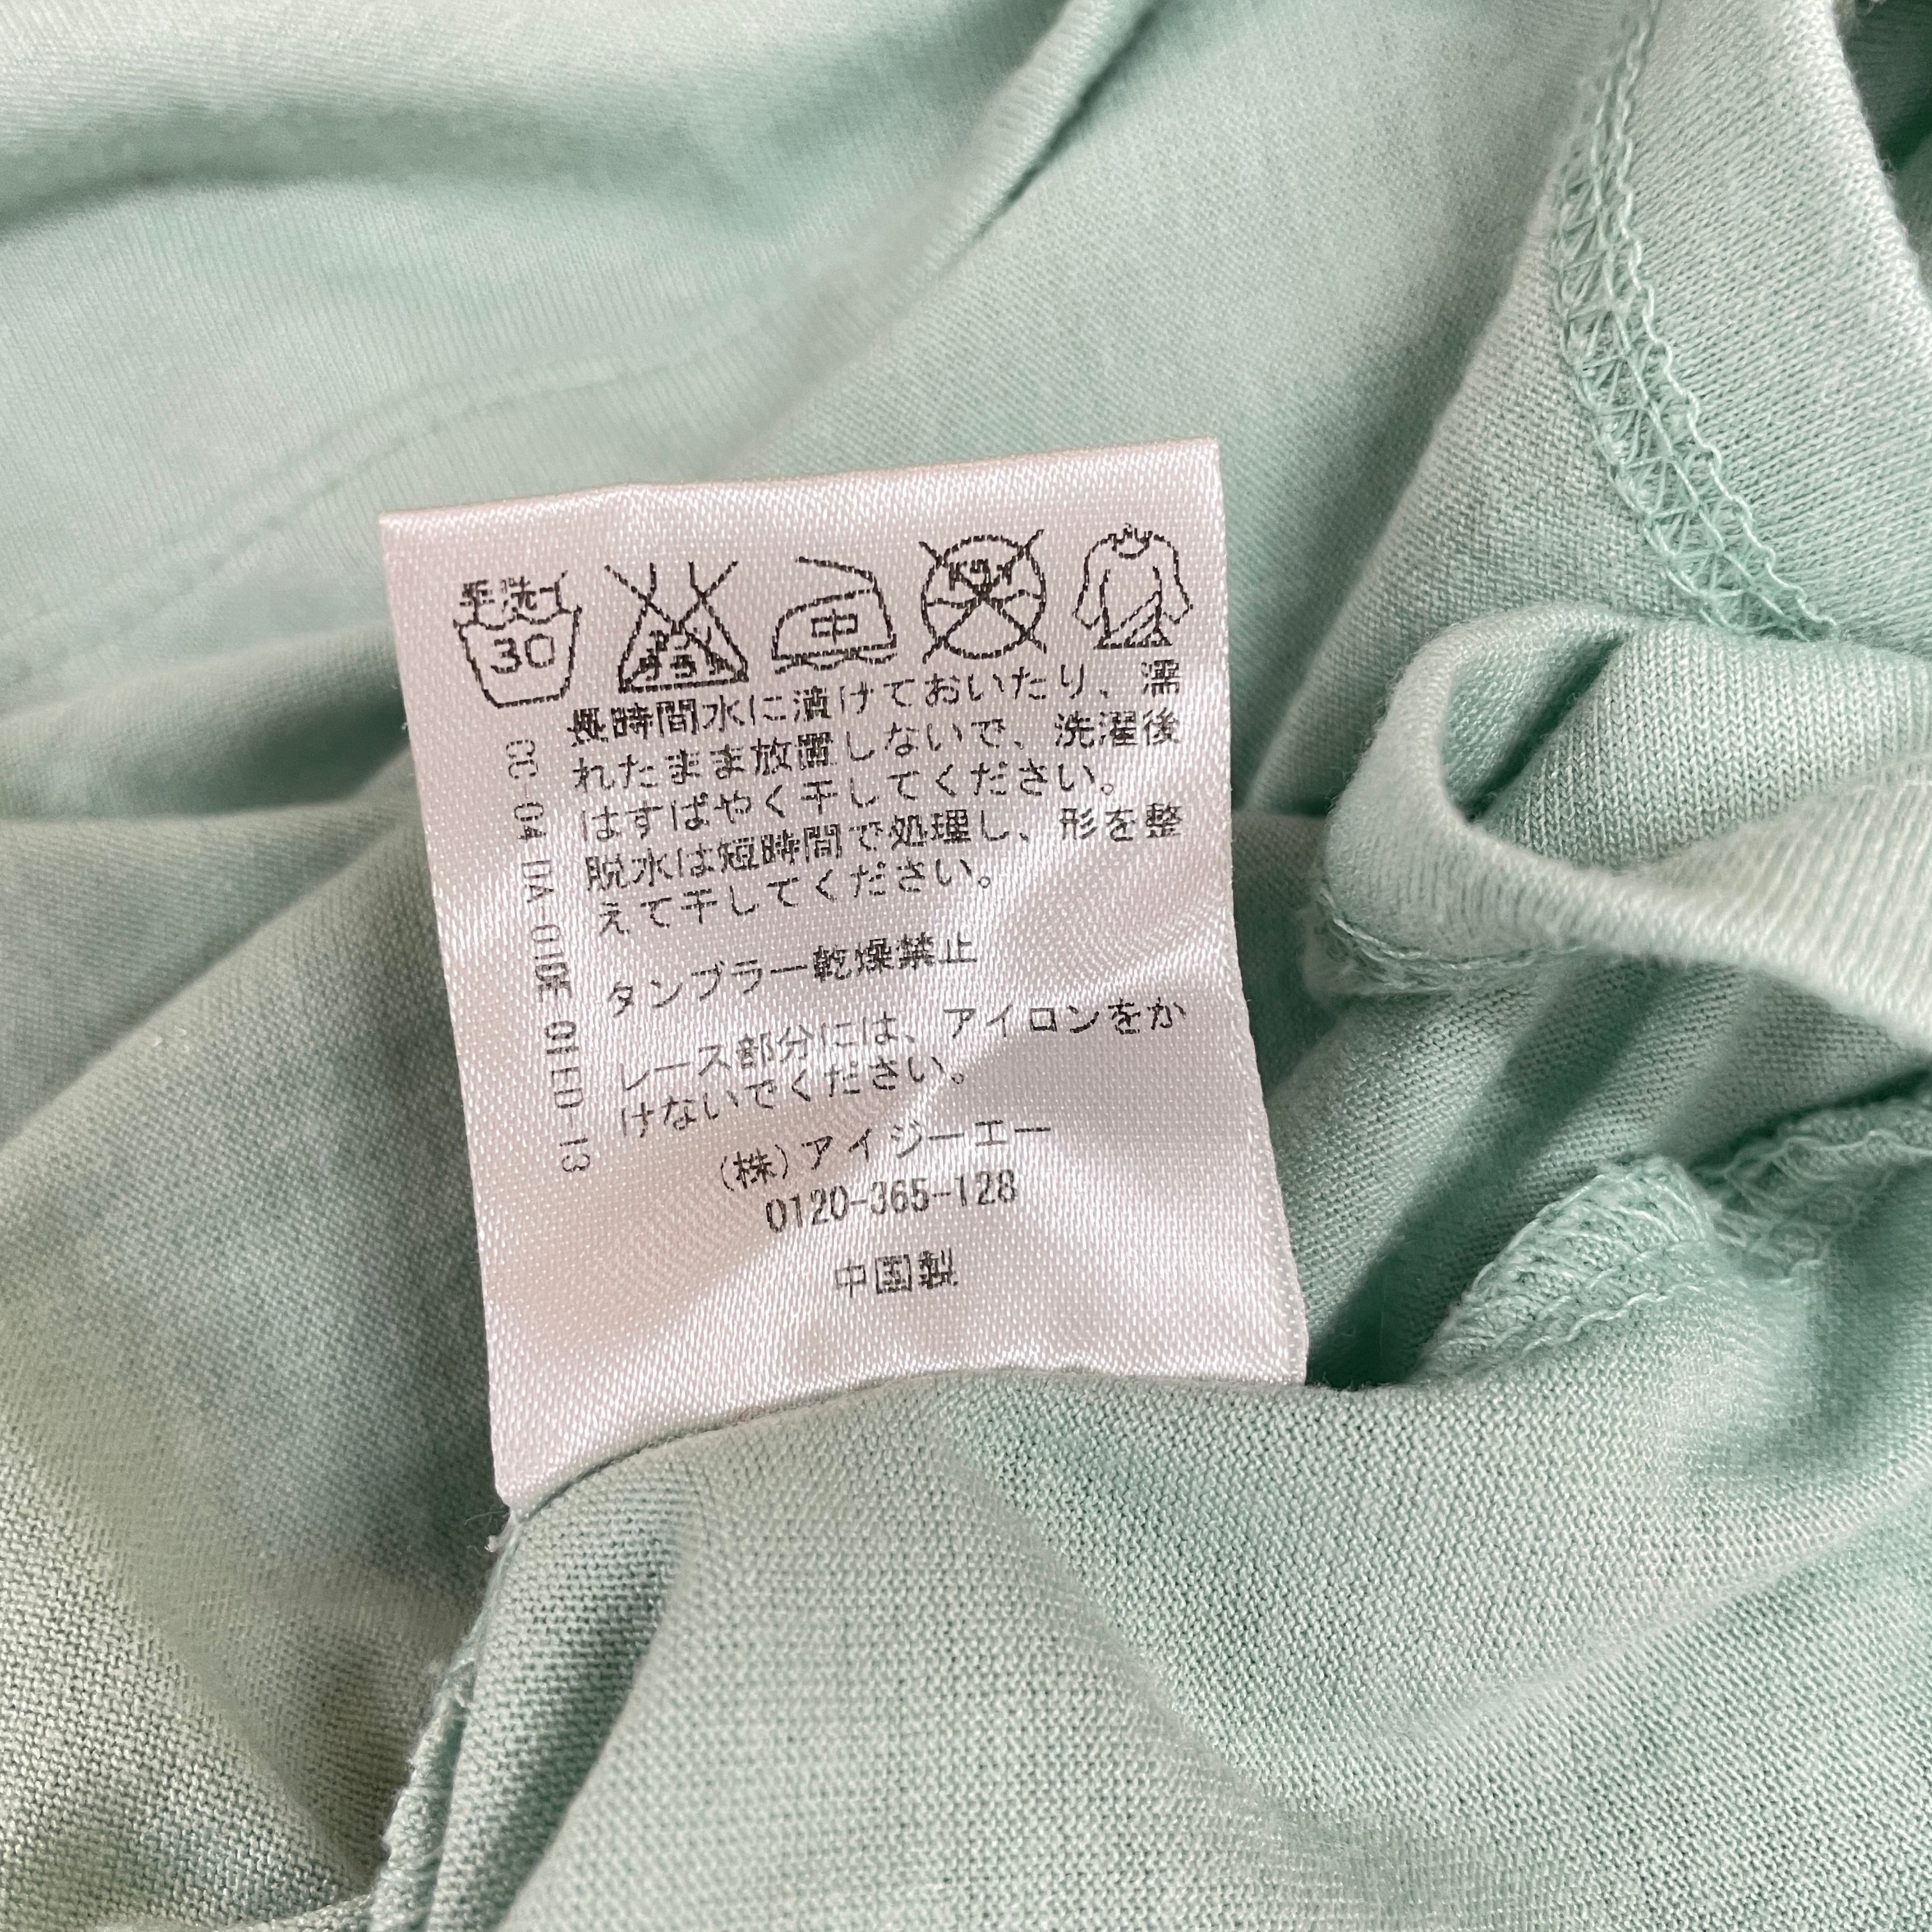 手洗イ
30
中
ドライ
長時間水に漬けておいたり、濡
れたまま放置しないで、洗濯後
はすばやく干してください。
脱水は短時間で処理し、形を整
えて干してください。
タンブラー乾燥禁止
レース部分には、アイロンをか
けないでください。
(株)アイジーエー
0120-365-128
中国製